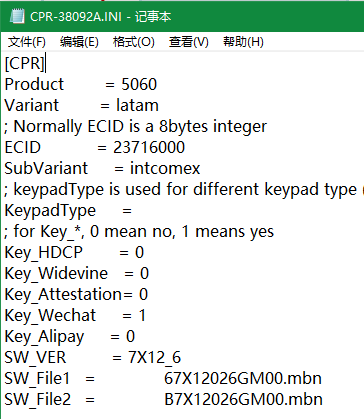 CPR-38092A.INI - 记事本
文件(F) 编辑(E) 格式(O) 查看(V) 帮助(H)
[CPR]
Product = 5060
Variant = latam
; Normally ECID is a 8bytes integer
ECID = 23716000
SubVariant = intcomex
; keypadType is used for different keypad type (
KeypadType =
; for Key_*, 0 mean no, 1 means yes
Key_HDCP = 0
Key_Widevine = 0
Key_Attestation= 0
Key_Wechat = 1
Key_Alipay = 0
SW_VER = 7X12_6
SW_File1 = 67X12026GM00.mbn
SW_File2 = B7X12026GM00.mbn